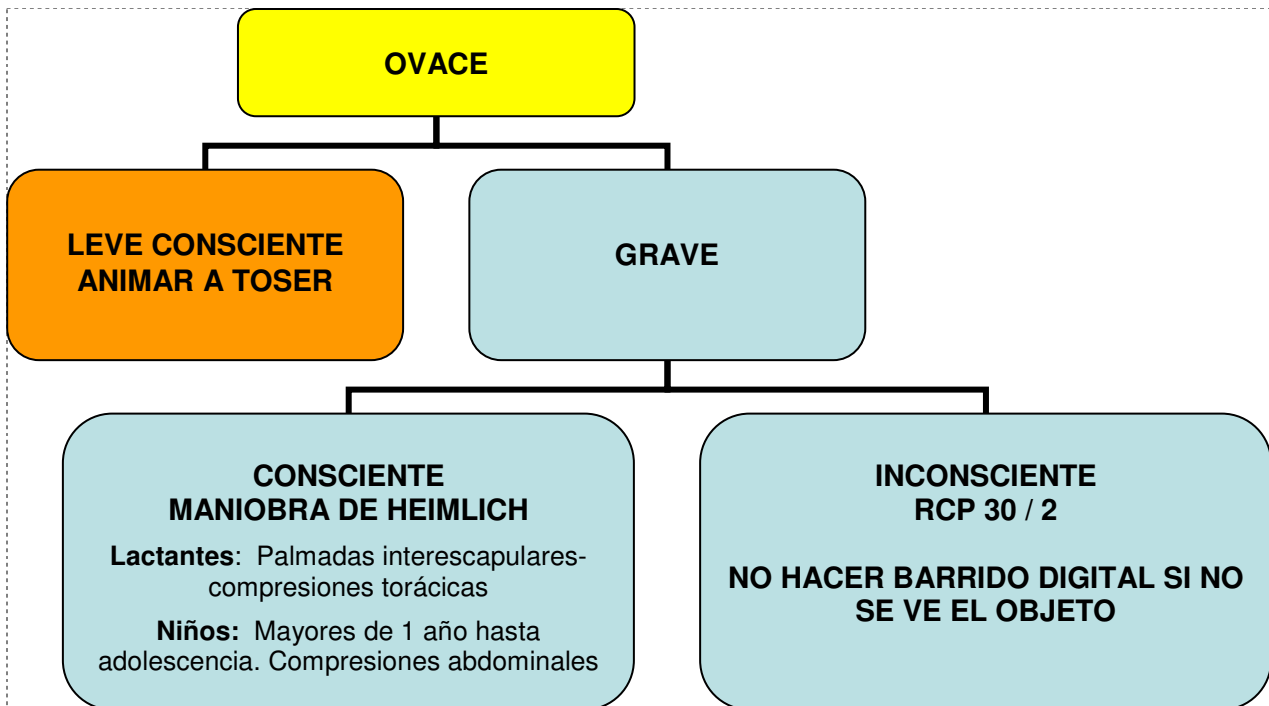 OVACE
LEVE CONSCIENTE
ANIMAR A TOSER
GRAVE
CONSCIENTE
MANIOBRA DE HEIMLICH
Lactantes: Palmadas interescapulares-
compresiones torácicas
Niños: Mayores de 1 año hasta
adolescencia. Compresiones abdominales
INCONSCIENTE
RCP 30 / 2
NO HACER BARRIDO DIGITAL SI NO
SE VE EL OBJETO